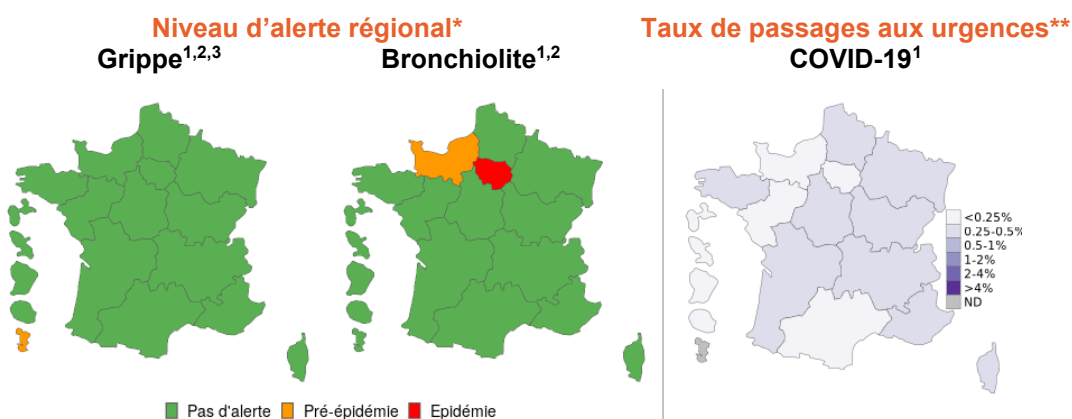 Niveau d'alerte régional*
Taux de passages aux urgences**
Grippe1,2,3
Bronchiolite1,2
COVID-191
<0.25%
0.25-0.5%
0.5-1%
1-2%
2-4%
>4%
ND
Pas d'alerte
Pré-épidémie
Epidémie